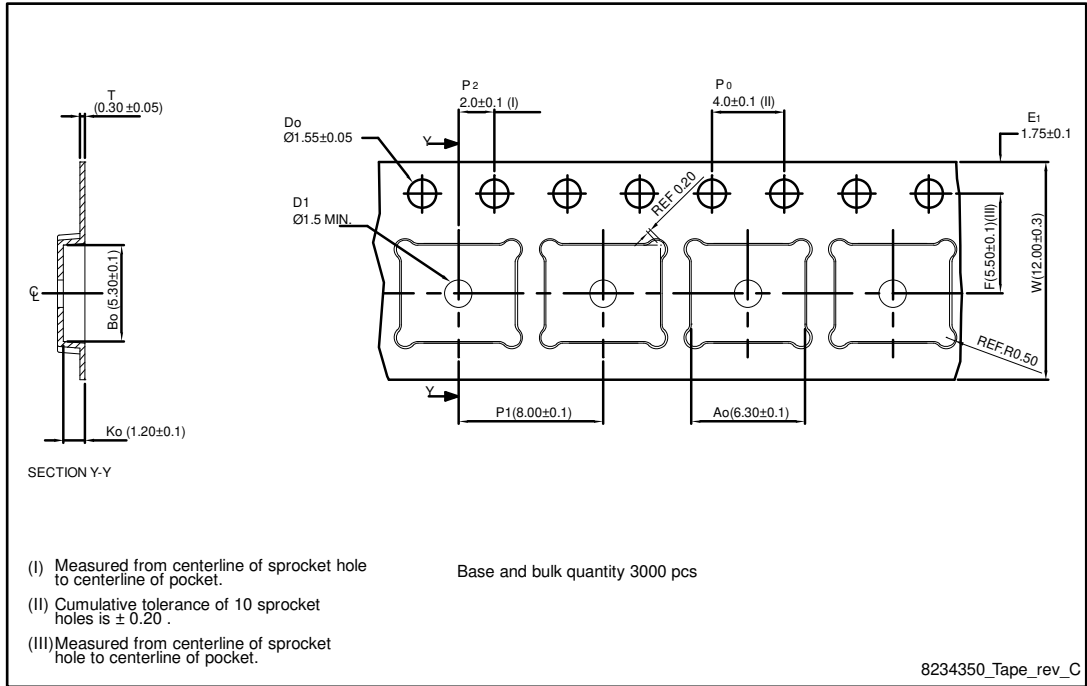 T
(0.30 ±0.05)
P2
2.0±0.1 (I)
P0
4.0±0.1 (II)
Do
Ø1.55±0.05
E1
1.75±0.1
Y
D1
Ø1.5 MIN.
REF 0.20
℄
Bo (5.30±0.1)
F(5.50±0.1)(III)
W(12.00±0.3)
REF.R0.50
Y
P1(8.00±0.1)
Ao(6.30±0.1)
Ko (1.20±0.1)
SECTION Y-Y
(I) Measured from centerline of sprocket hole
to centerline of pocket.
Base and bulk quantity 3000 pcs
(II) Cumulative tolerance of 10 sprocket
holes is ± 0.20 .
(III) Measured from centerline of sprocket
hole to centerline of pocket.
8234350_Tape_rev_C